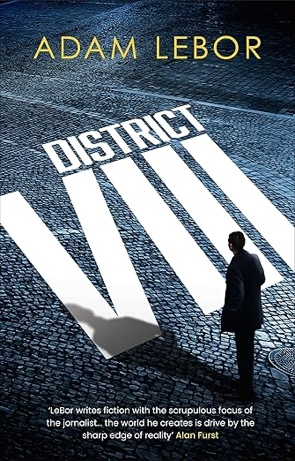 ADAM LEBOR
DISTRICT
VIII
'LeBor writes fiction with the scrupulous focus of
the jornalist... the world he creates is drive by the
sharp edge of reality' Alan Furst